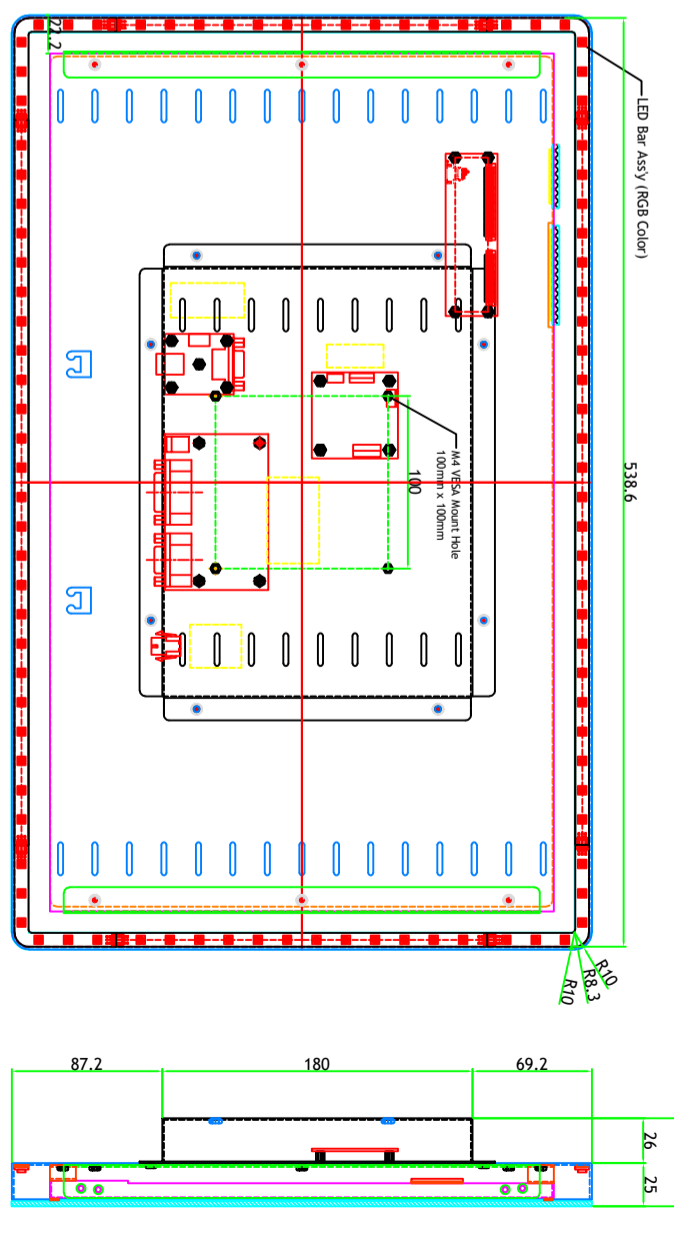 22.2
LED Bar Ass'y (RGB Color)
538.6
M4 VESA Mount Hole
100mm x 100mm
100
R10
R8.3
R10
87.2
180
69.2
26
25